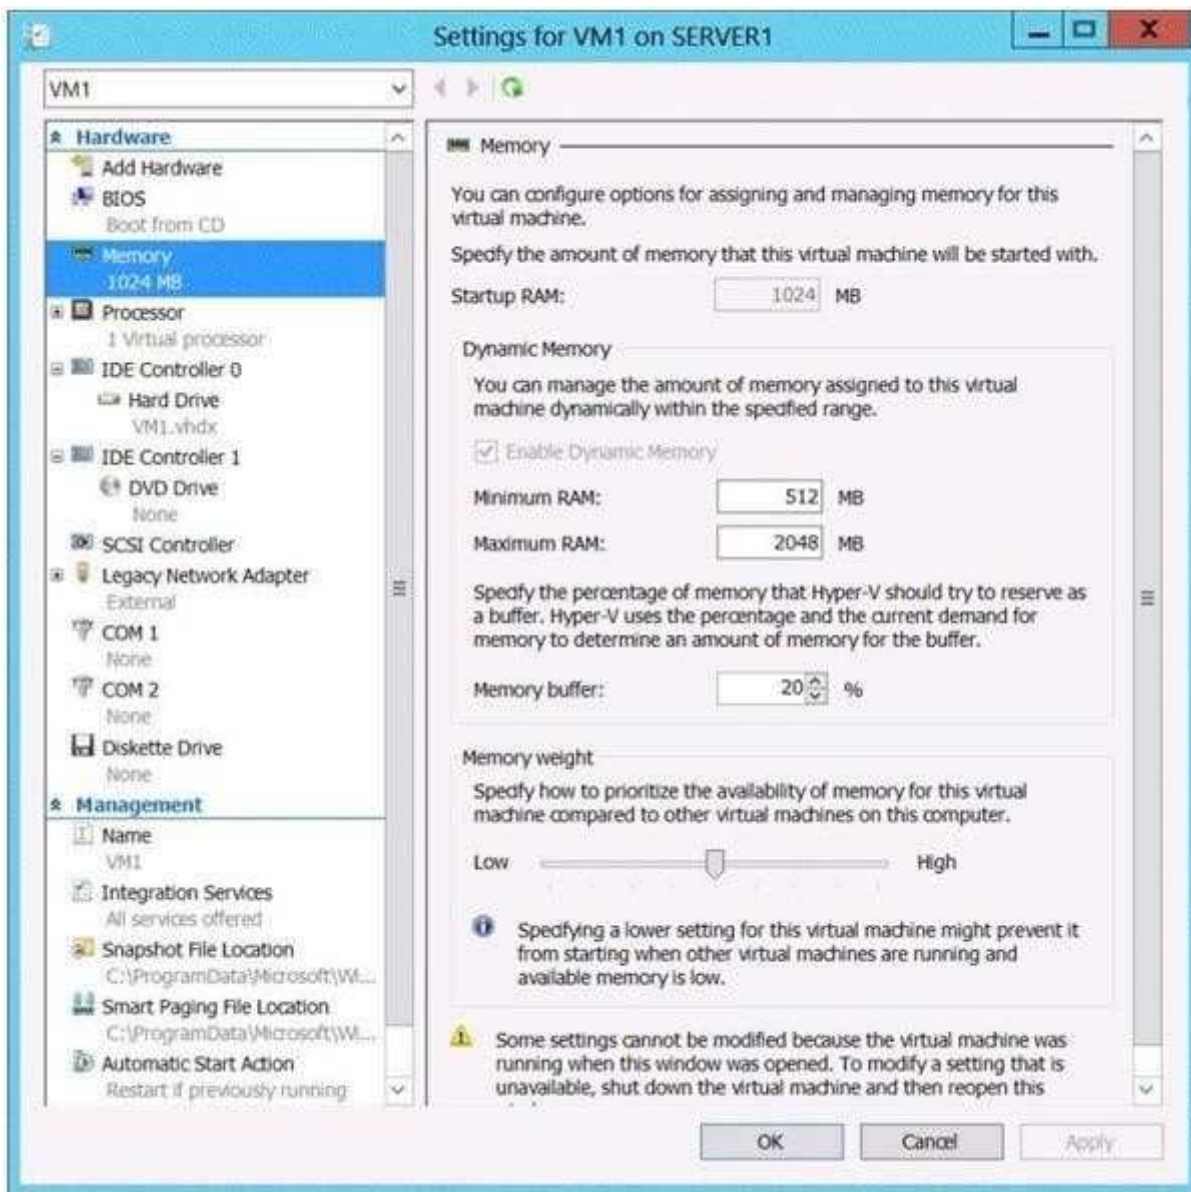 Settings for VM1 on SERVER1
VM1
Hardware
Add Hardware
BIOS
Boot from CD
Memory
1024 MB
Processor
1 Virtual processor
IDE Controller 0
Hard Drive
VM1.vhdx
IDE Controller 1
DVD Drive
None
SCSI Controller
Legacy Network Adapter
External
COM 1
None
COM 2
None
Diskette Drive
None
Management
Name
VM1
Integration Services
All services offered
Snapshot File Location
C:\ProgramData\Microsoft\Wi...
Smart Paging File Location
C:\ProgramData\Microsoft\Wi...
Automatic Start Action
Restart if previously running
Memory
You can configure options for assigning and managing memory for this
virtual machine.
Specify the amount of memory that this virtual machine will be started with.
Startup RAM: 1024 MB
Dynamic Memory
You can manage the amount of memory assigned to this virtual
machine dynamically within the specified range.
Enable Dynamic Memory
Minimum RAM: 512 MB
Maximum RAM: 2048 MB
Specify the percentage of memory that Hyper-V should try to reserve as
a buffer. Hyper-V uses the percentage and the current demand for
memory to determine an amount of memory for the buffer.
Memory buffer: 20 %
Memory weight
Specify how to prioritize the availability of memory for this virtual
machine compared to other virtual machines on this computer.
Low High
Specifying a lower setting for this virtual machine might prevent it
from starting when other virtual machines are running and
available memory is low.
Some settings cannot be modified because the virtual machine was
running when this window was opened. To modify a setting that is
unavailable, shut down the virtual machine and then reopen this
OK Cancel Apply